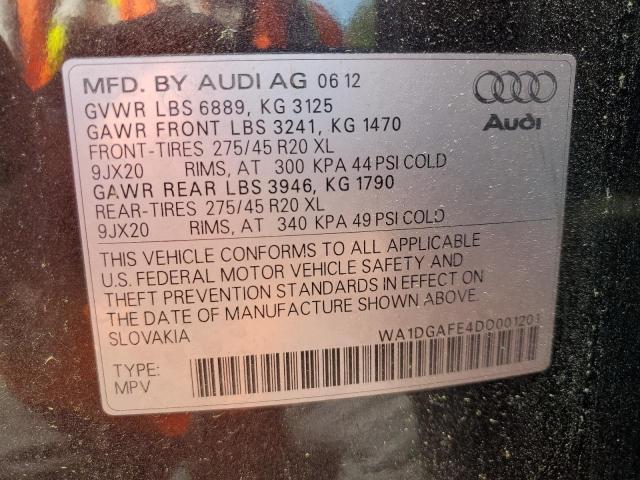 MFD. BY AUDI AG 06 12
GVWR LBS 6889, KG 3125
GAWR FRONT LBS 3241, KG 1470
FRONT-TIRES 275/45 R20 XL
9JX20 RIMS, AT 300 KPA 44 PSI COLD
GAWR REAR LBS 3946, KG 1790
REAR-TIRES 275/45 R20 XL
9JX20 RIMS, AT 340 KPA 49 PSI COLD
Audi
THIS VEHICLE CONFORMS TO ALL APPLICABLE
U.S. FEDERAL MOTOR VEHICLE SAFETY AND
THEFT PREVENTION STANDARDS IN EFFECT ON
THE DATE OF MANUFACTURE SHOWN ABOVE.
SLOVAKIA
WA1DGAFE4DD001201
TYPE:
MPV